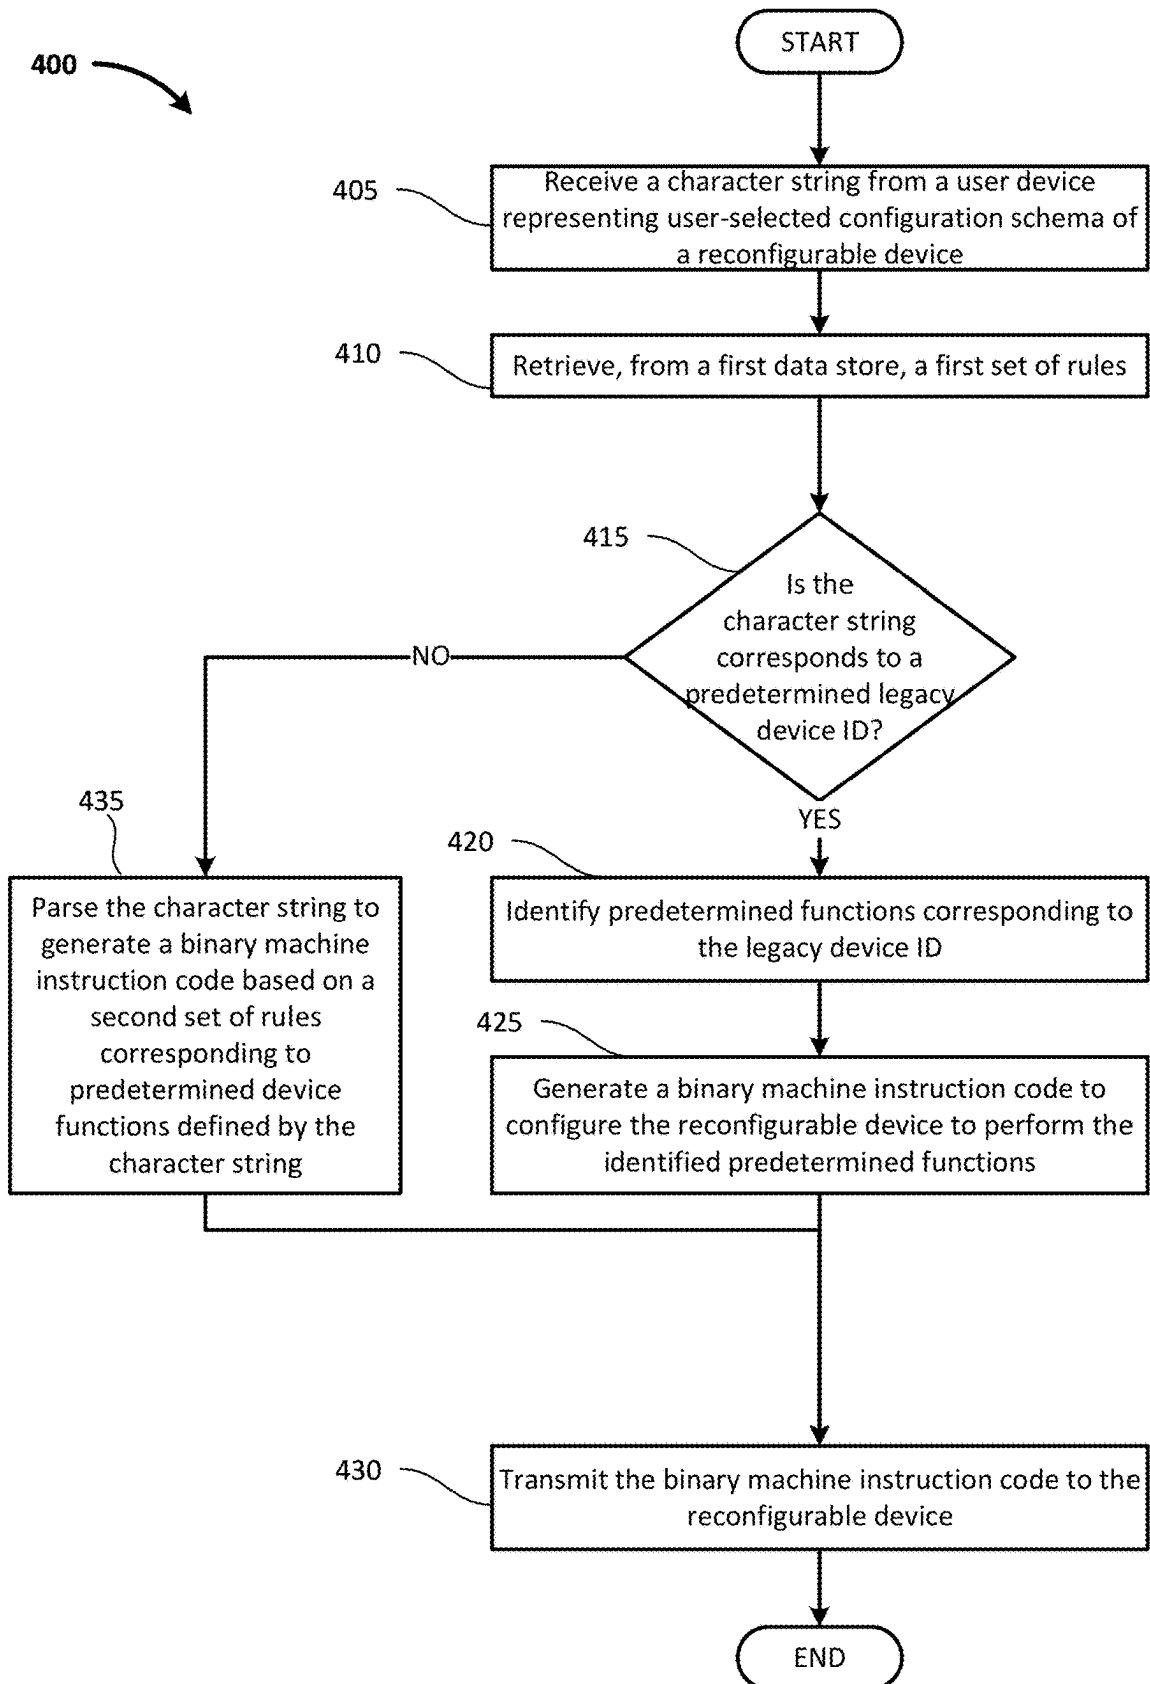 START
400
405
Receive a character string from a user device
representing user-selected configuration schema of
a reconfigurable device
410
Retrieve, from a first data store, a first set of rules
415
Is the
character string
corresponds to a
predetermined legacy
device ID?
NO
YES
435
Parse the character string to
generate a binary machine
instruction code based on a
second set of rules
corresponding to
predetermined device
functions defined by the
character string
420
Identify predetermined functions corresponding to
the legacy device ID
425
Generate a binary machine instruction code to
configure the reconfigurable device to perform the
identified predetermined functions
430
Transmit the binary machine instruction code to the
reconfigurable device
END